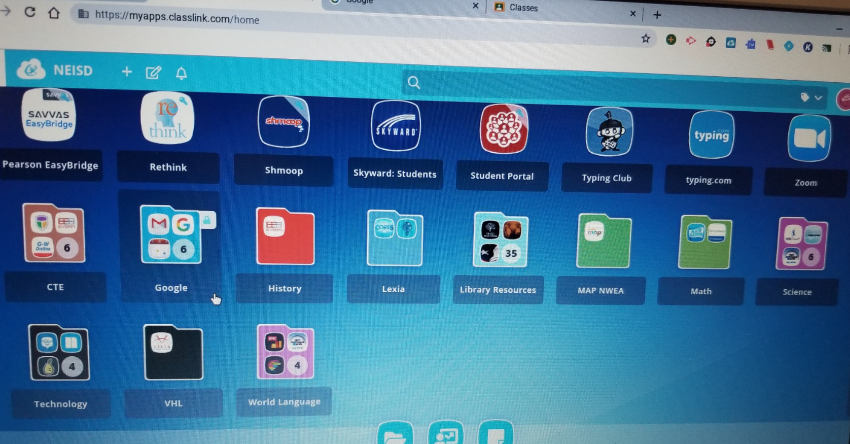 Google
Classes
https://myapps.classlink.com/home
NEISD
SAVVAS
EasyBridge
re
think
shmoop
SKYWARD
typing
Pearson EasyBridge
Rethink
Shmoop
Skyward: Students
Student Portal
Typing Club
typing.com
Zoom
6
6
map
35
6
CTE
Google
History
Lexia
Library Resources
MAP NWEA
Math
Science
4
4
Technology
VHL
World Language